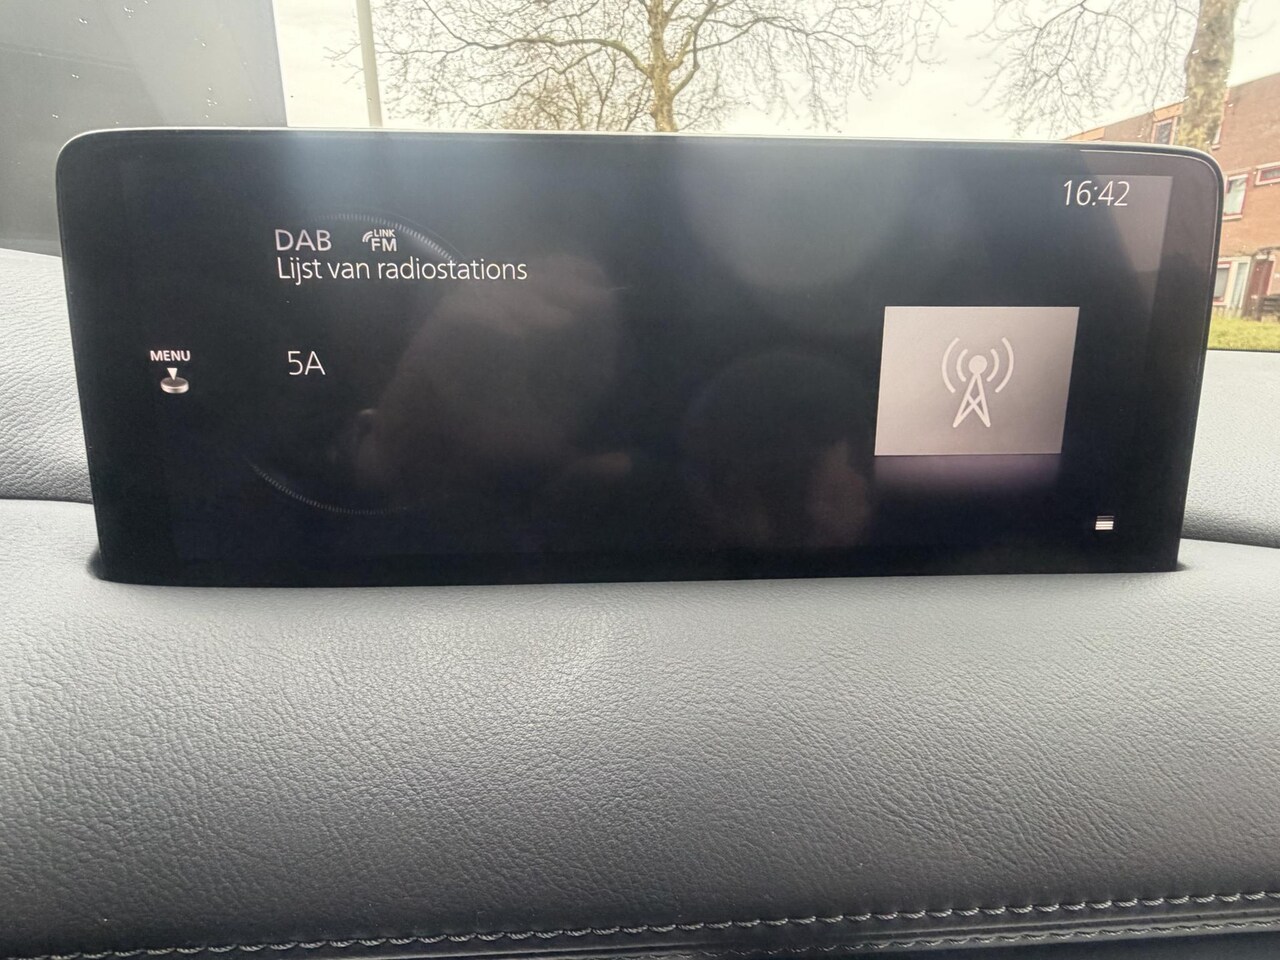 16:42
DAB LINK FM
Lijst van radiostations
MENU
5A